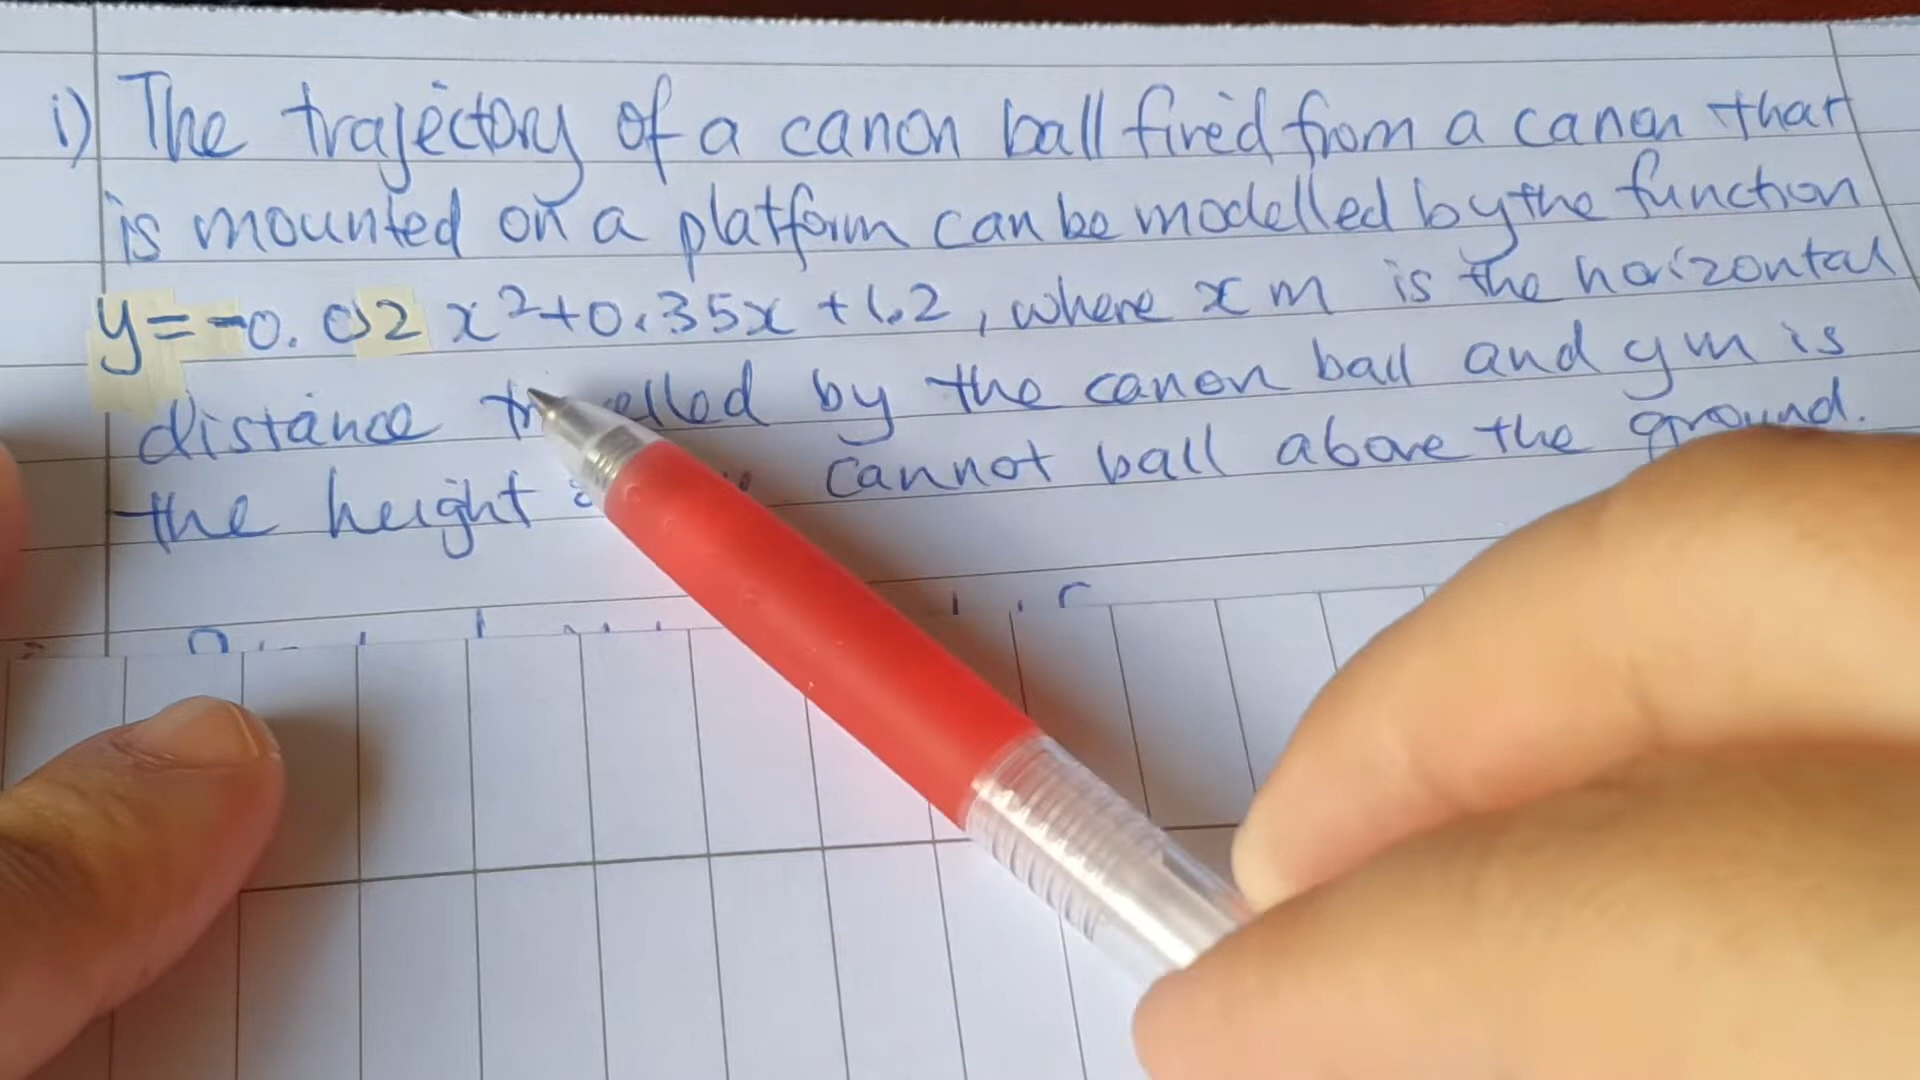 i) The trajectory of a canon ball fired from a canon that
is mounted on a platform can be modelled by the function
y=-0.02 x²+0.35x +1.2, where x m is the horizontal
distance by the canon ball and y m is
the height cannot ball above the ground.